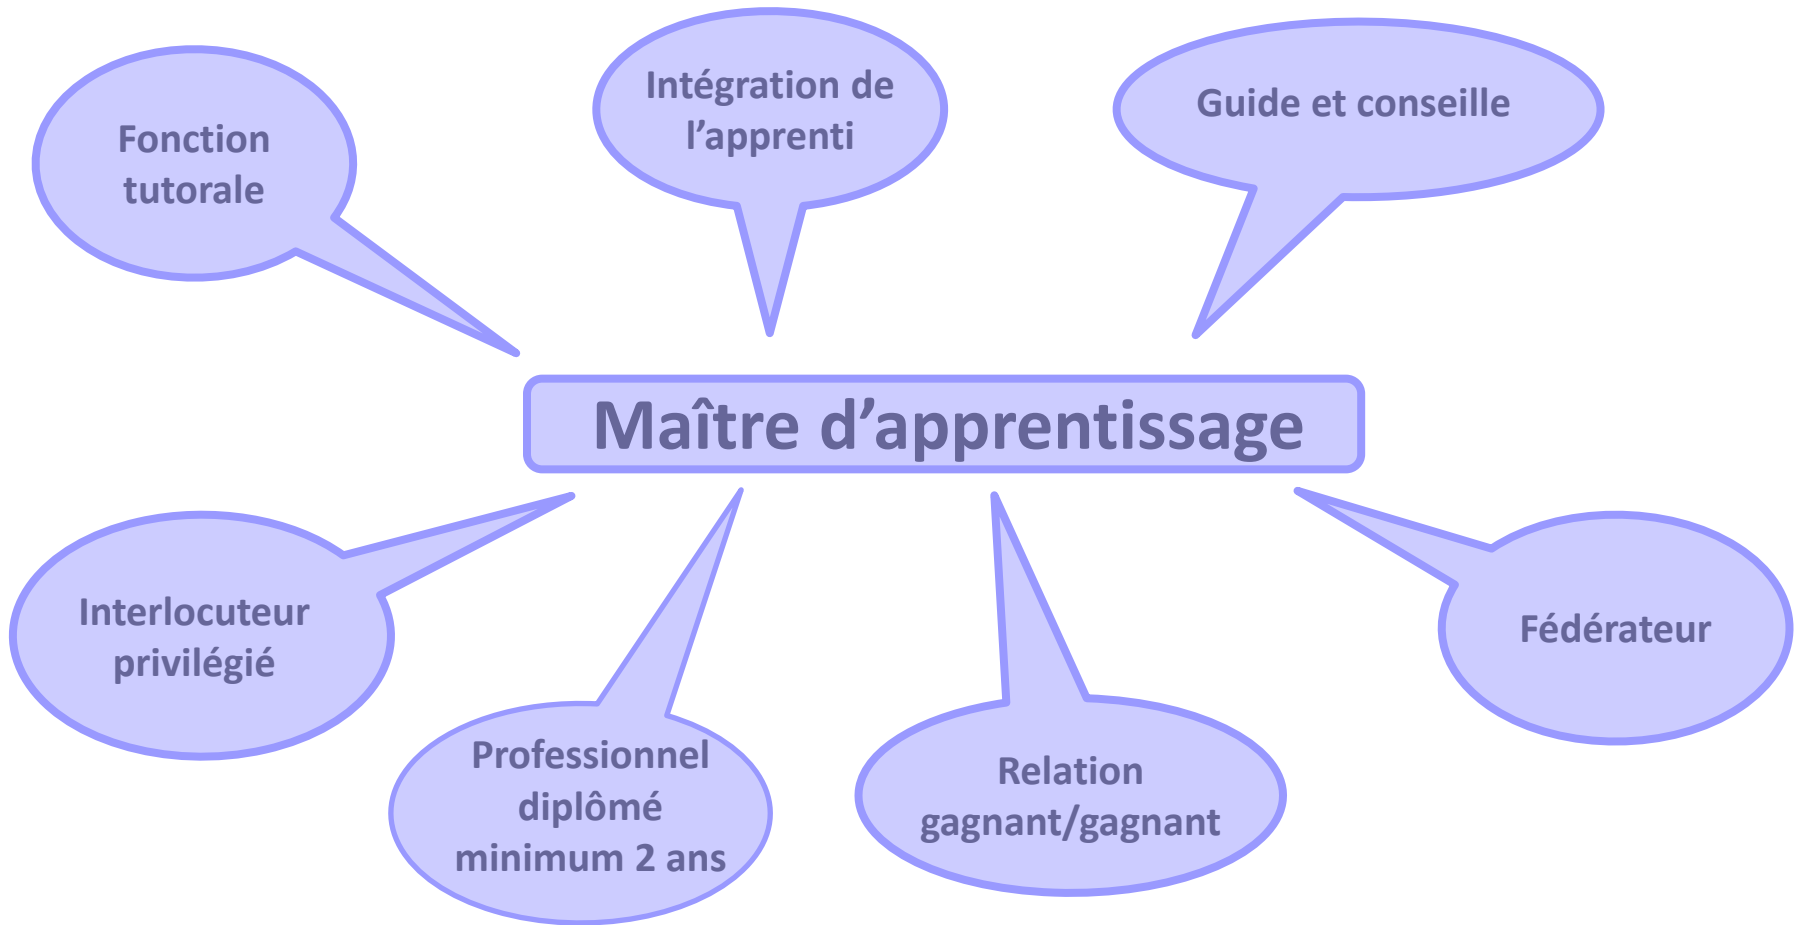 Fonction
tutorale
Intégration de
l’apprenti
Guide et conseille
Maître d’apprentissage
Interlocuteur
privilégié
Professionnel
diplômé
minimum 2 ans
Relation
gagnant/gagnant
Fédérateur